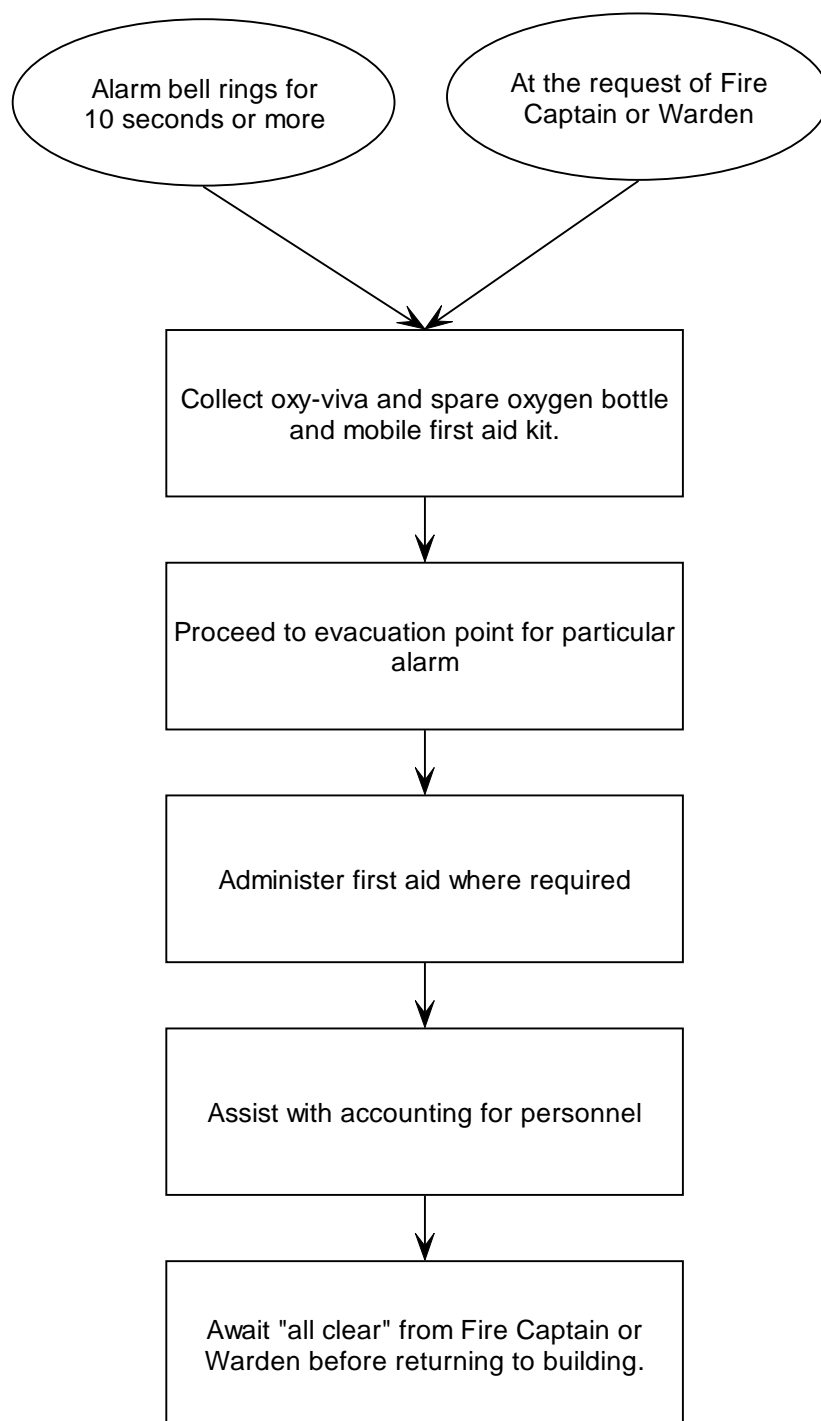 Alarm bell rings for
10 seconds or more
At the request of Fire
Captain or Warden
Collect oxy-viva and spare oxygen bottle
and mobile first aid kit.
Proceed to evacuation point for particular
alarm
Administer first aid where required
Assist with accounting for personnel
Await "all clear" from Fire Captain or
Warden before returning to building.